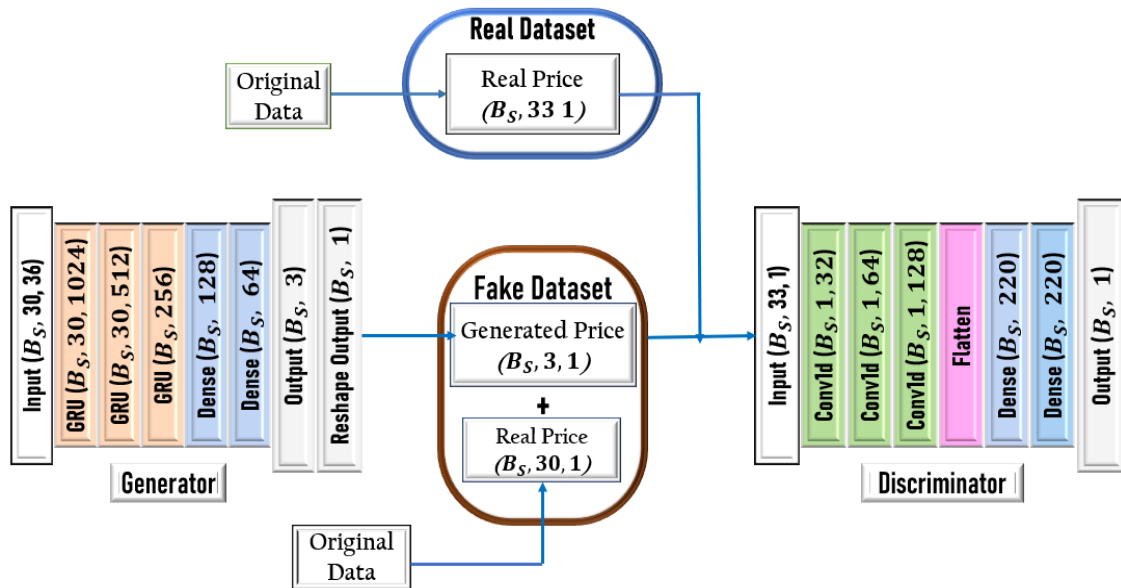 Real Dataset
Original
Data
Real Price
(B_S, 33 1)
Input (B_S, 30, 36)
GRU (B_S, 30, 1024)
GRU (B_S, 30, 512)
GRU (B_S, 256)
Dense (B_S, 128)
Dense (B_S, 64)
Output (B_S, 3)
Reshape Output (B_S, 1)
Generator
Fake Dataset
Generated Price
(B_S, 3, 1)
+
Real Price
(B_S, 30, 1)
Original
Data
Input (B_S, 33, 1)
Conv1d (B_S, 1, 32)
Conv1d (B_S, 1, 64)
Conv1d (B_S, 1, 128)
Flatten
Dense (B_S, 220)
Dense (B_S, 220)
Output (B_S, 1)
Discriminator